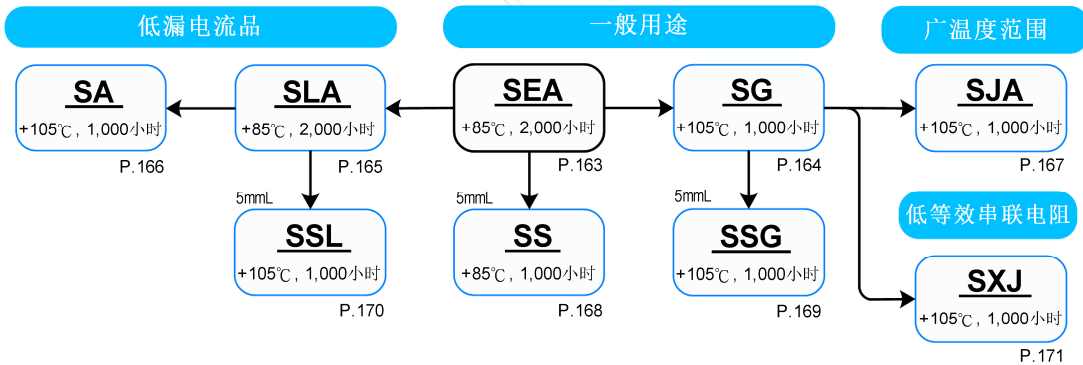 低漏电流品
一般用途
广温度范围
SA
+105℃, 1,000小时
P.166
SLA
+85℃, 2,000小时
P.165
SEA
+85℃, 2,000小时
P.163
SG
+105℃, 1,000小时
P.164
SJA
+105℃, 1,000小时
P.167
5mmL
SSL
+105℃, 1,000小时
P.170
5mmL
SS
+85℃, 1,000小时
P.168
5mmL
SSG
+105℃, 1,000小时
P.169
低等效串联电阻
SXJ
+105℃, 1,000小时
P.171